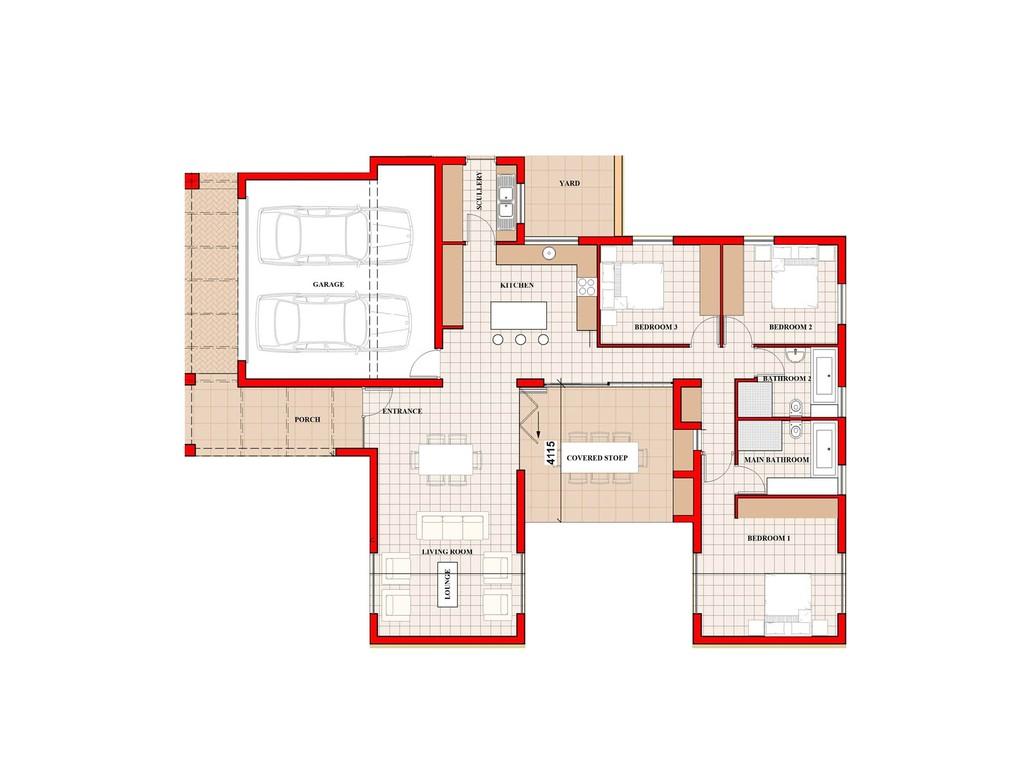 SCULLERY
YARD
GARAGE
KITCHEN
BEDROOM 3
BEDROOM 2
BATHROOM 2
PORCH
ENTRANCE
4115
COVERED STOEP
MAIN BATHROOM
BEDROOM 1
LIVING ROOM
LOUNGE